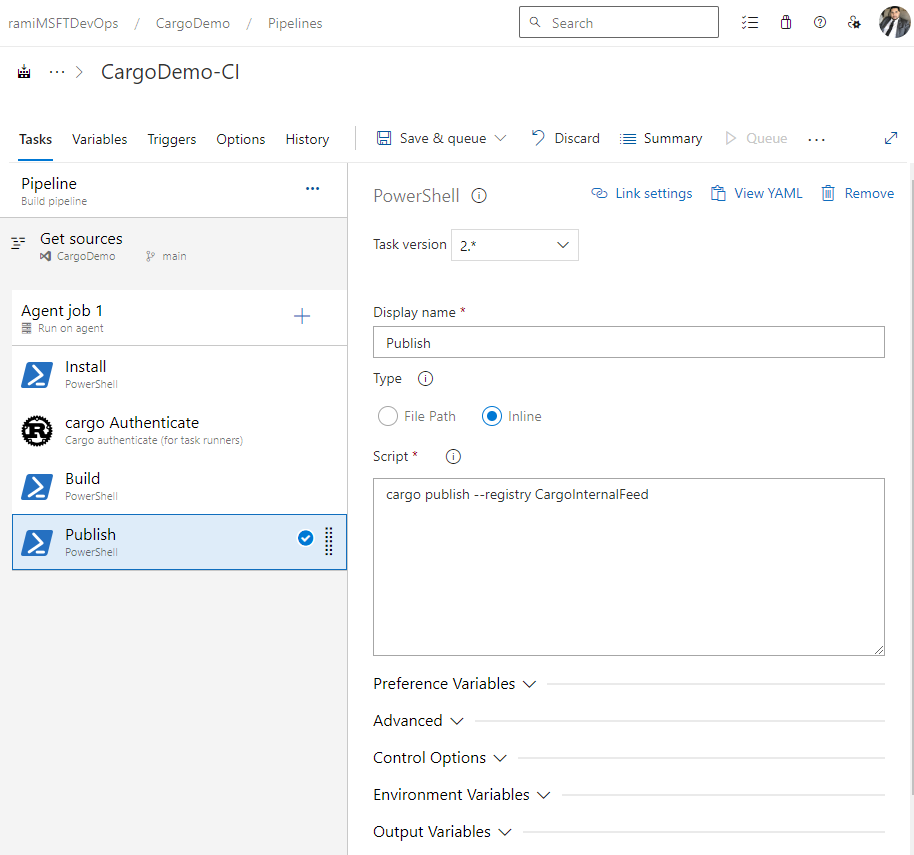 ramiMSFTDevOps / CargoDemo / Pipelines
Search
CargoDemo-CI
Tasks Variables Triggers Options History
Save & queue Discard Summary Queue
Pipeline
Build pipeline
Get sources
CargoDemo main
Agent job 1
Run on agent
Install
PowerShell
cargo Authenticate
Cargo authenticate (for task runners)
Build
PowerShell
Publish
PowerShell
PowerShell
Link settings View YAML Remove
Task version 2.*
Display name *
Publish
Type
File Path Inline
Script *
cargo publish --registry CargoInternalFeed
Preference Variables
Advanced
Control Options
Environment Variables
Output Variables